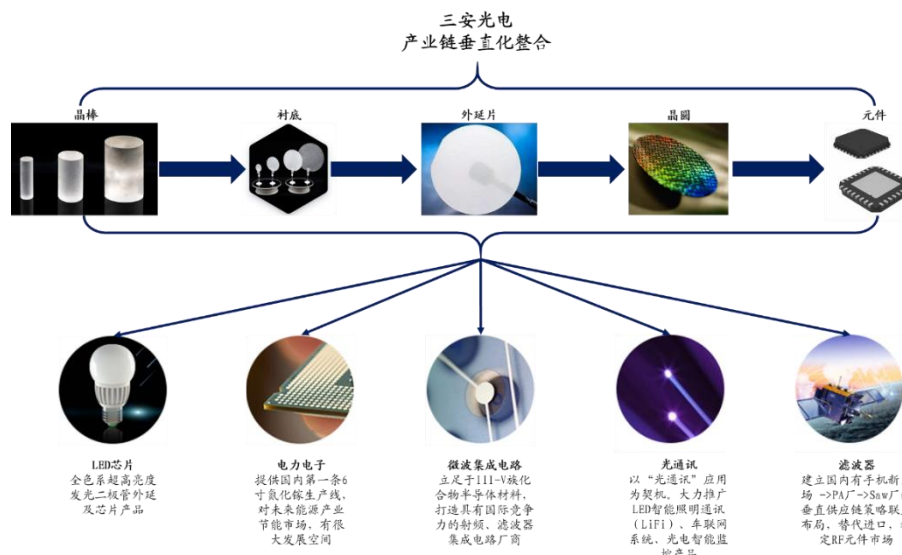 三安光电
产业链垂直化整合
晶棒
衬底
外延片
晶圆
元件
LED芯片
全色系超高亮度
发光二极管外延
及芯片产品
电力电子
提供国内第一条6
寸氮化镓生产线,
对未来能源产业
节能市场,有很
大发展空间
微波集成电路
立足于III-V族化
合物半导体材料,
打造具有国际竞争
力的射频、滤波器
集成电路厂商
光通讯
以“光通讯”应用
为契机,大力推广
LED智能照明通讯
(LiFi)、车联网
系统、光电智能监
控产品
滤波器
建立国内有手机新
场 ->PA厂->Saw厂
垂直供应链策略联
布局,替代进口,
定RF元件市场